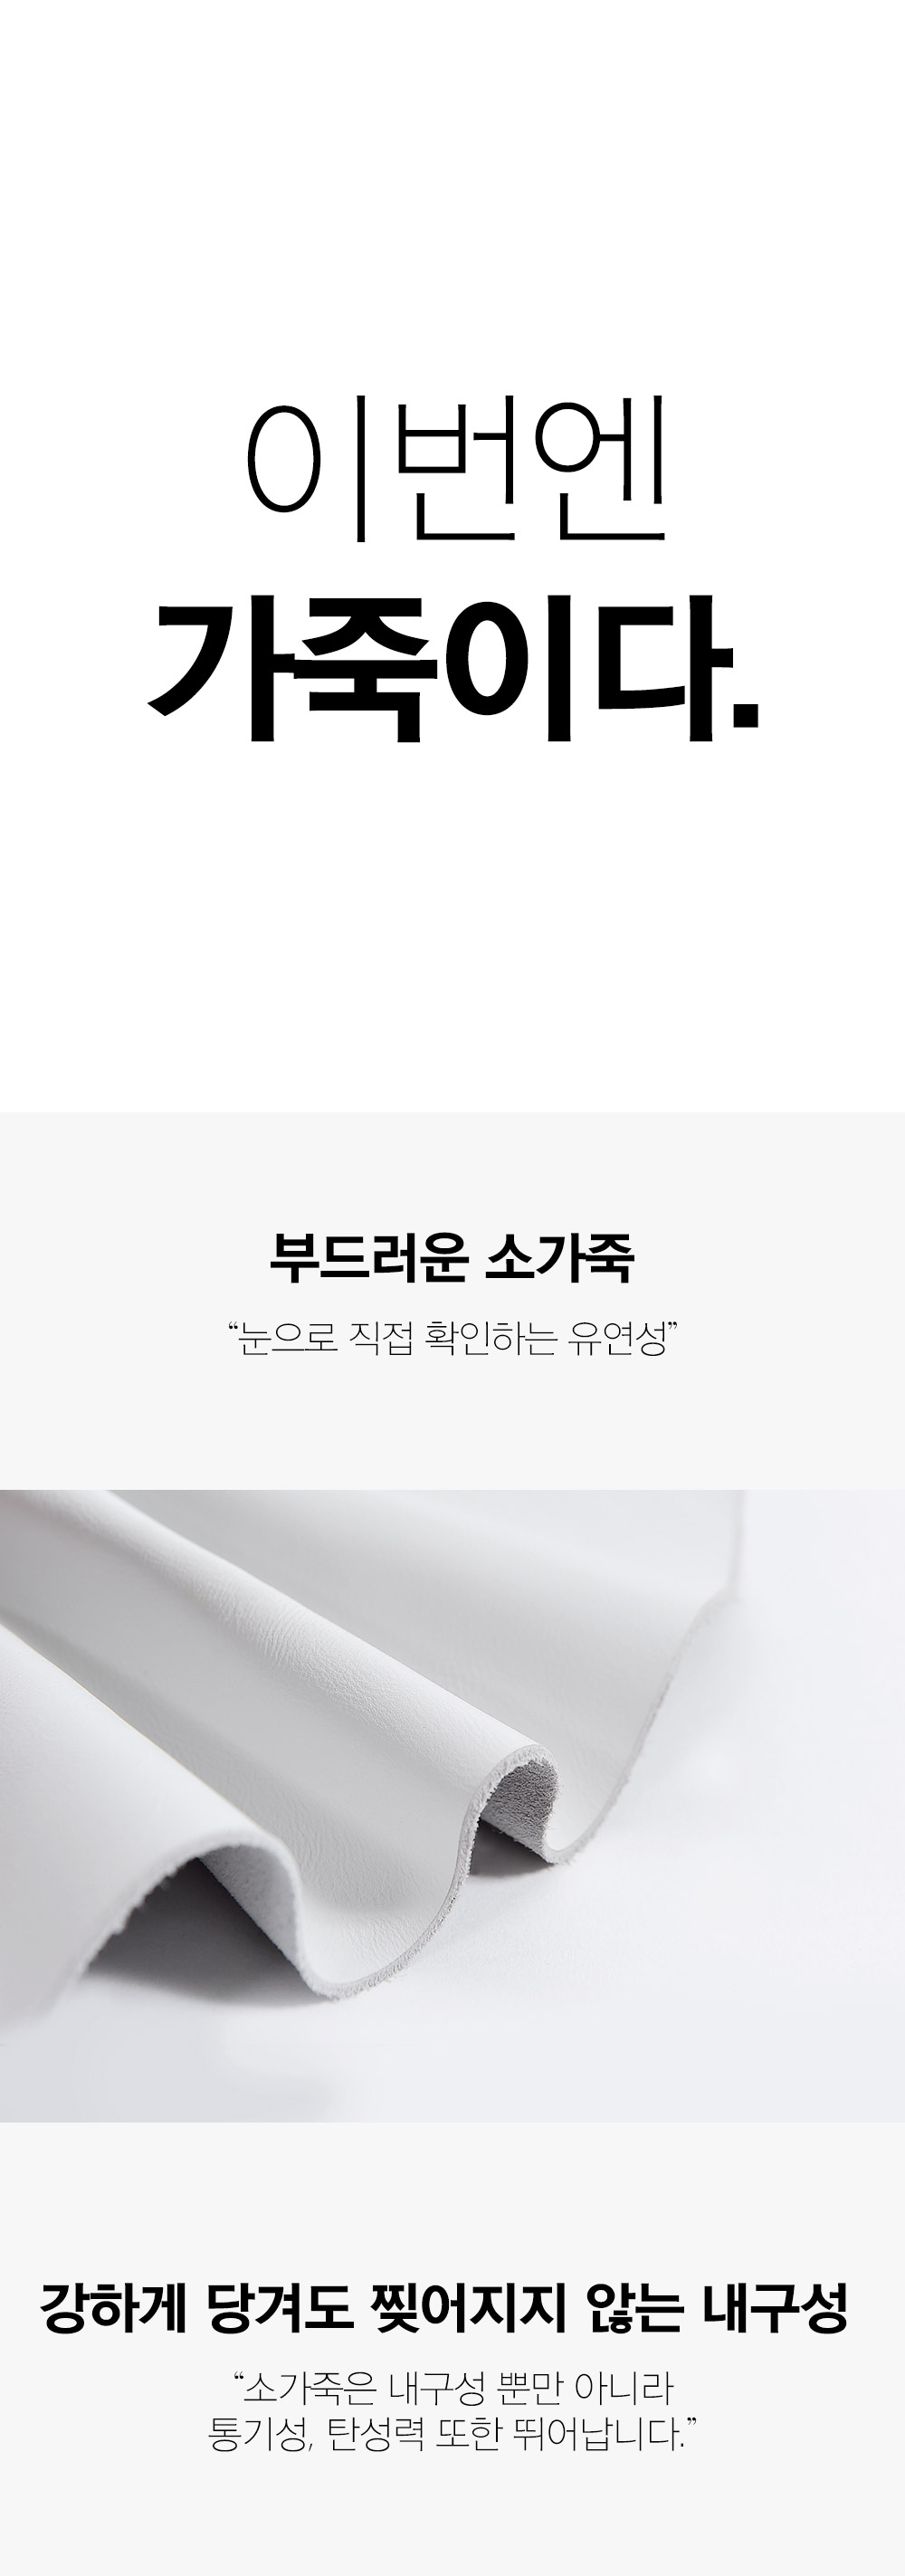 이번엔
가죽이다.
부드러운 소가죽
“눈으로 직접 확인하는 유연성”
강하게 당겨도 찢어지지 않는 내구성
“소가죽은 내구성 뿐만 아니라
통기성, 탄성력 또한 뛰어납니다.”